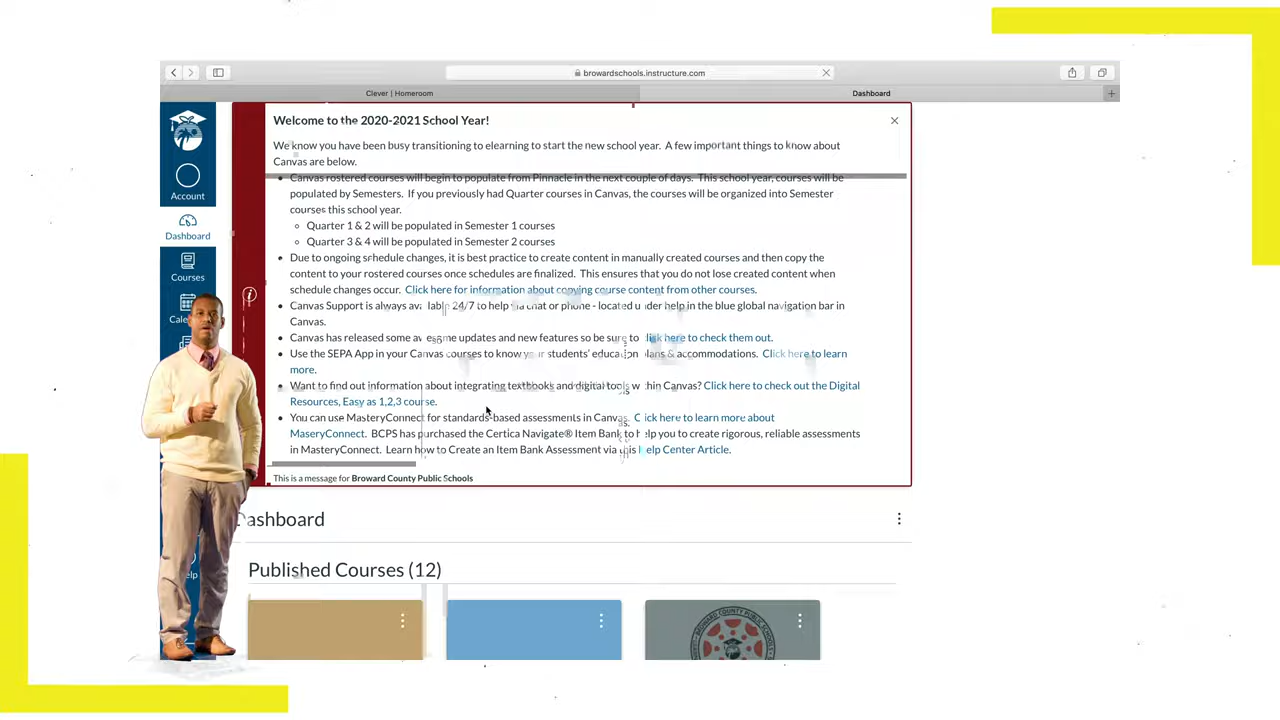 browardschools.instructure.com
Clever | Homeroom
Dashboard
Welcome to the 2020-2021 School Year!
We know you have been busy transitioning to elearning to start the new school year. A few important things to know about
Canvas are below.
Canvas rostered courses will begin to populate from Pinnacle in the next couple of days. This school year, courses will be
populated by Semesters. If you previously had Quarter courses in Canvas, the courses will be organized into Semester
courses this school year.
Quarter 1 & 2 will be populated in Semester 1 courses
Quarter 3 & 4 will be populated in Semester 2 courses
Due to ongoing schedule changes, it is best practice to create content in manually created courses and then copy the
content to your rostered courses once schedules are finalized. This ensures that you do not lose created content when
schedule changes occur. Click here for information about copying course content from other courses.
Canvas Support is always available 24/7 to help via chat or phone - located under help in the blue global navigation bar in
Canvas.
Canvas has released some awesome updates and new features so be sure to click here to check them out.
Use the SEPA App in your Canvas courses to know your students' education plans & accommodations. Click here to learn
more.
Want to find out information about integrating textbooks and digital tools within Canvas? Click here to check out the Digital
Resources, Easy as 1,2,3 course.
You can use MasteryConnect for standards-based assessments in Canvas. Click here to learn more about
MaseryConnect. BCPS has purchased the Certica Navigate® Item Bank to help you to create rigorous, reliable assessments
in MasteryConnect. Learn how to Create an Item Bank Assessment via this Help Center Article.
This is a message for Broward County Public Schools
Account
Dashboard
Courses
Dashboard
Published Courses (12)
BROWARD COUNTY PUBLIC SCHOOLS